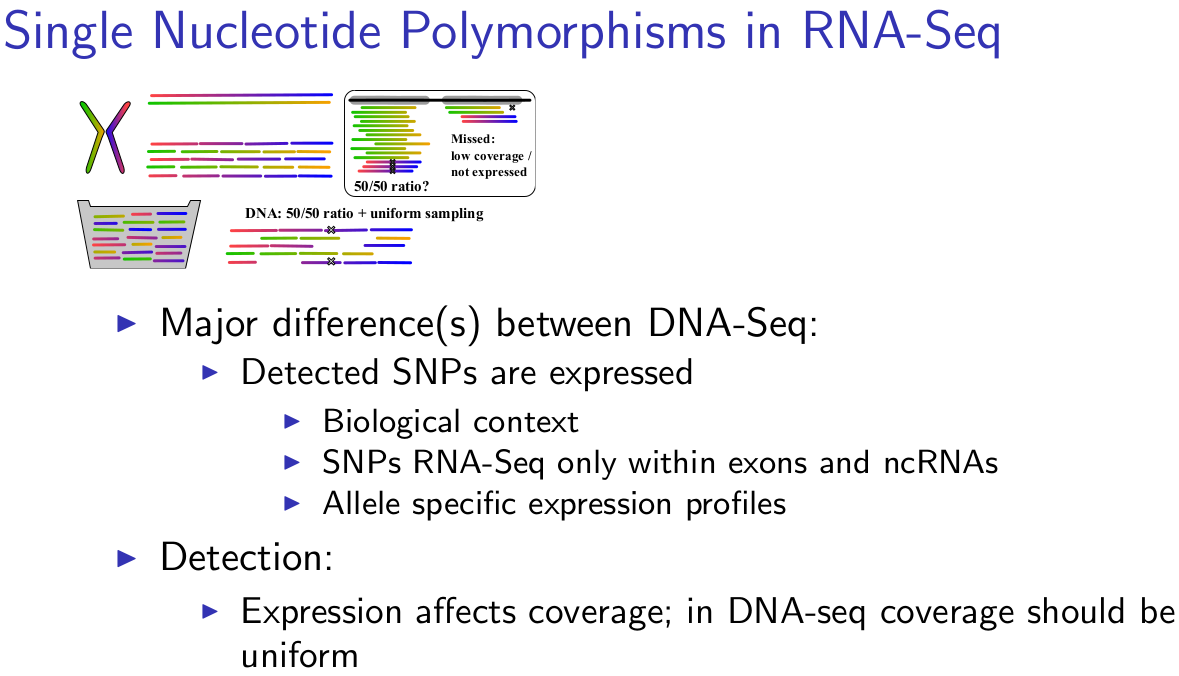 Single Nucleotide Polymorphisms in RNA-Seq
Missed:
low coverage /
not expressed
50/50 ratio?
DNA: 50/50 ratio + uniform sampling
Major difference(s) between DNA-Seq:
Detected SNPs are expressed
Biological context
SNPs RNA-Seq only within exons and ncRNAs
Allele specific expression profiles
Detection:
Expression affects coverage; in DNA-seq coverage should be
uniform